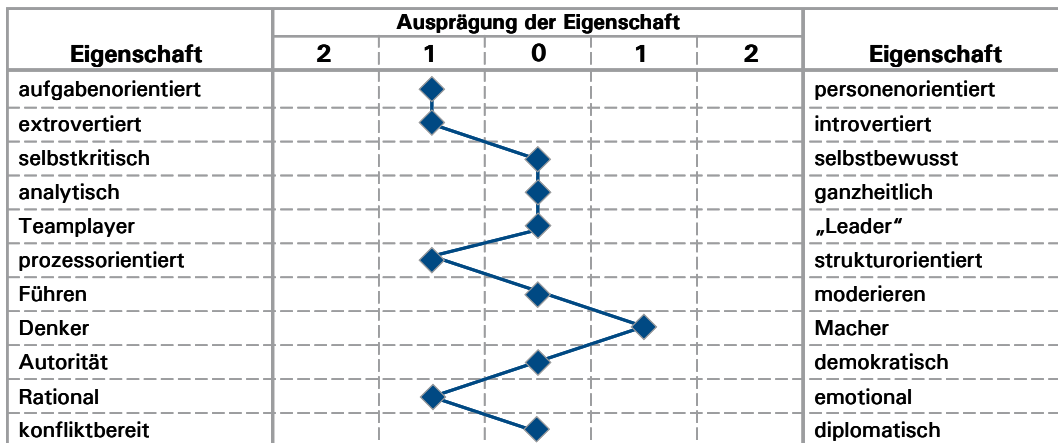 Ausprägung der Eigenschaft
Eigenschaft 2 1 0 1 2 Eigenschaft
aufgabenorientiert personenorientiert
extrovertiert introvertiert
selbstkritisch selbstbewusst
analytisch ganzheitlich
Teamplayer „Leader“
prozessorientiert strukturorientiert
Führen moderieren
Denker Macher
Autorität demokratisch
Rational emotional
konfliktbereit diplomatisch